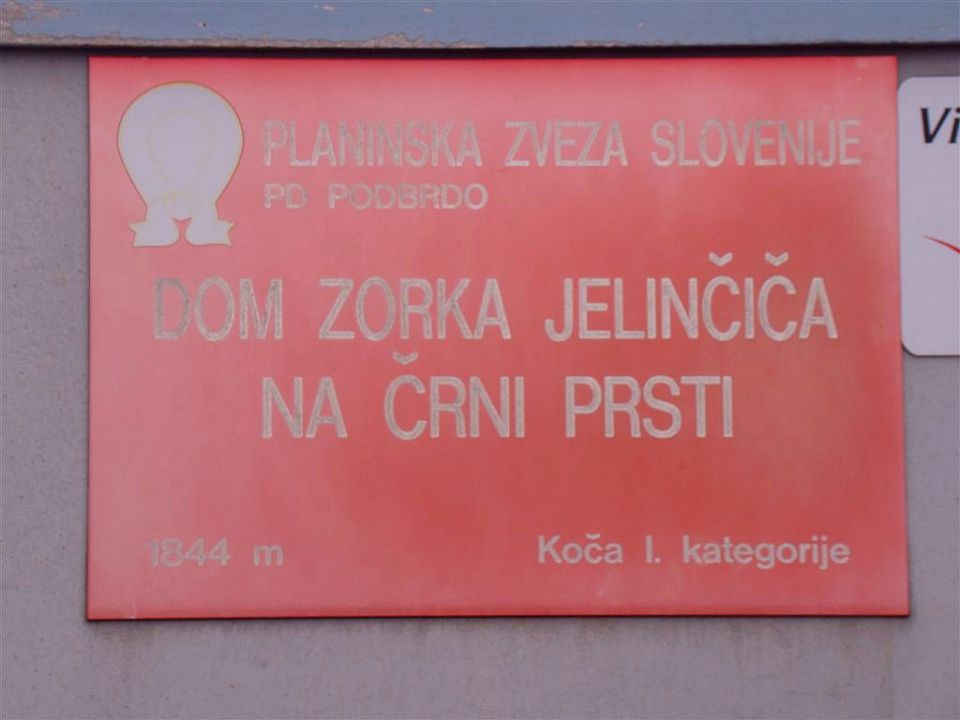 PLANINSKA ZVEZA SLOVENIJE
PD PODBRDO
DOM ZORKA JELINČIČA
NA ČRNI PRSTI
1844 m
Koča I. kategorije